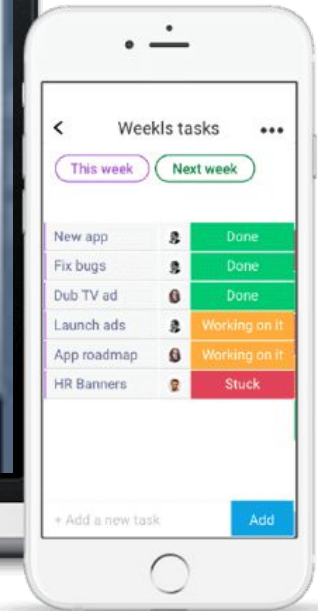 Weekls tasks
This week Next week
New app Done
Fix bugs Done
Dub TV ad Done
Launch ads Working on it
App roadmap Working on it
HR Banners Stuck
+ Add a new task Add